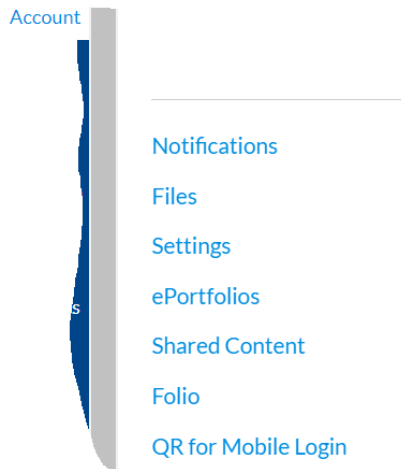 Account
Notifications
Files
Settings
ePortfolios
Shared Content
Folio
QR for Mobile Login